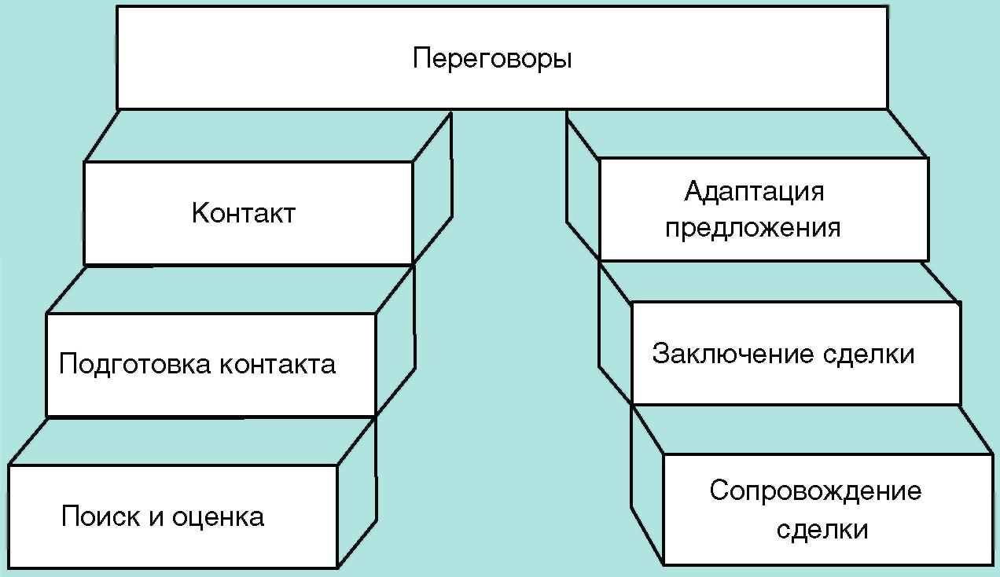 Переговоры
Контакт
Адаптация
предложения
Подготовка контакта
Заключение сделки
Поиск и оценка
Сопровождение
сделки